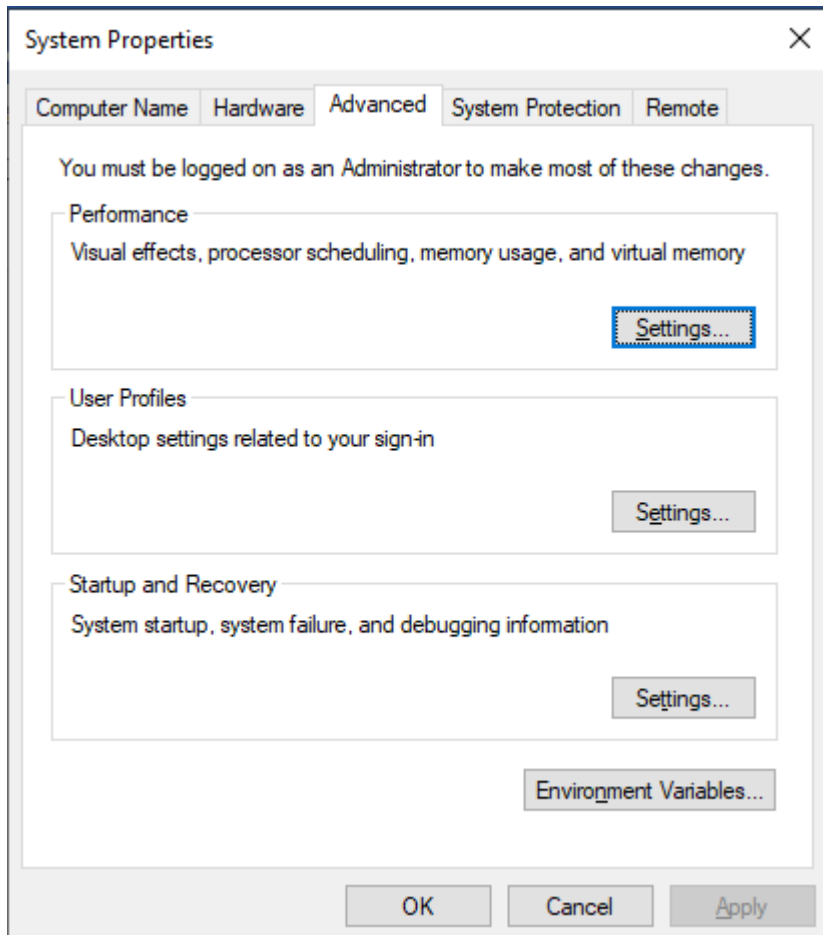 System Properties
Computer Name
Hardware
Advanced
System Protection
Remote
You must be logged on as an Administrator to make most of these changes.
Performance
Visual effects, processor scheduling, memory usage, and virtual memory
Settings...
User Profiles
Desktop settings related to your sign-in
Settings...
Startup and Recovery
System startup, system failure, and debugging information
Settings...
Environment Variables...
OK
Cancel
Apply